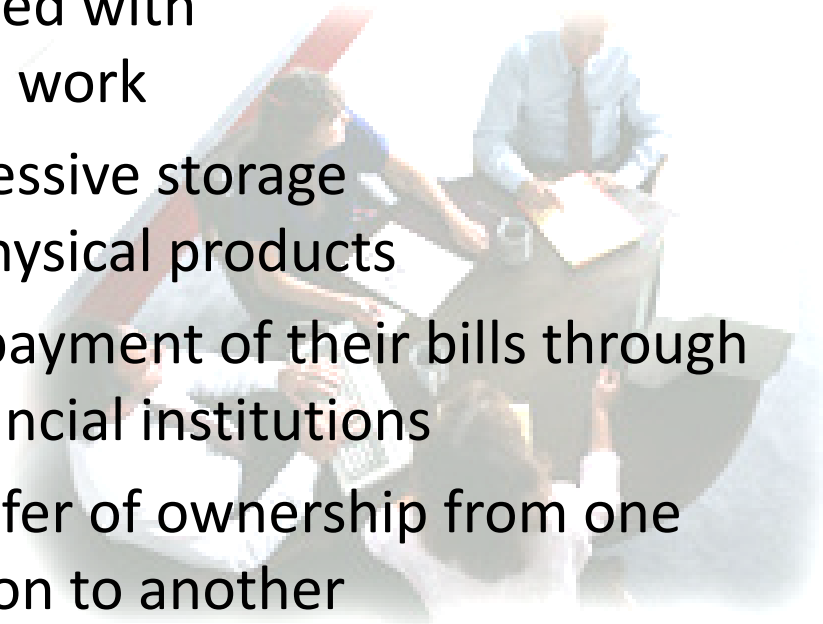 ed with
work
essive storage
hysical products
payment of their bills through
ncial institutions
fer of ownership from one
on to another